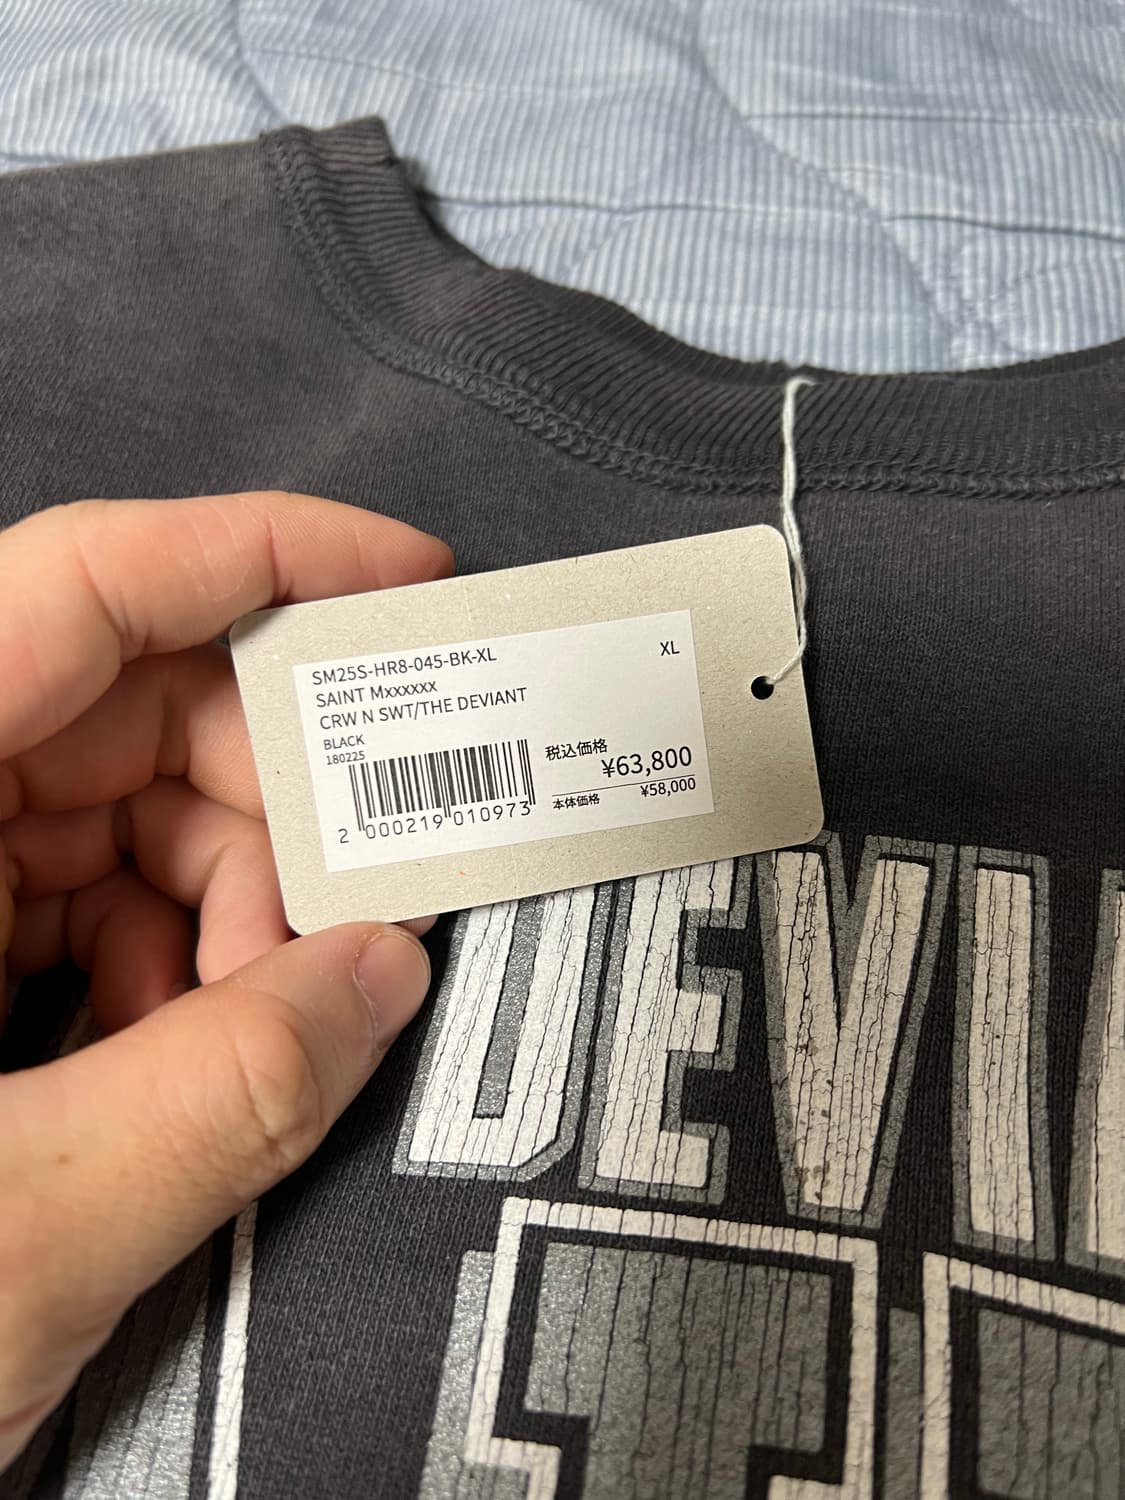 SM25S-HR8-045-BK-XL
XL
SAINT Mxxxxxx
CRW N SWT/THE DEVIANT
BLACK
180225
税込価格
¥63,800
本体価格 ¥58,000
2 000219 010973
DEVI